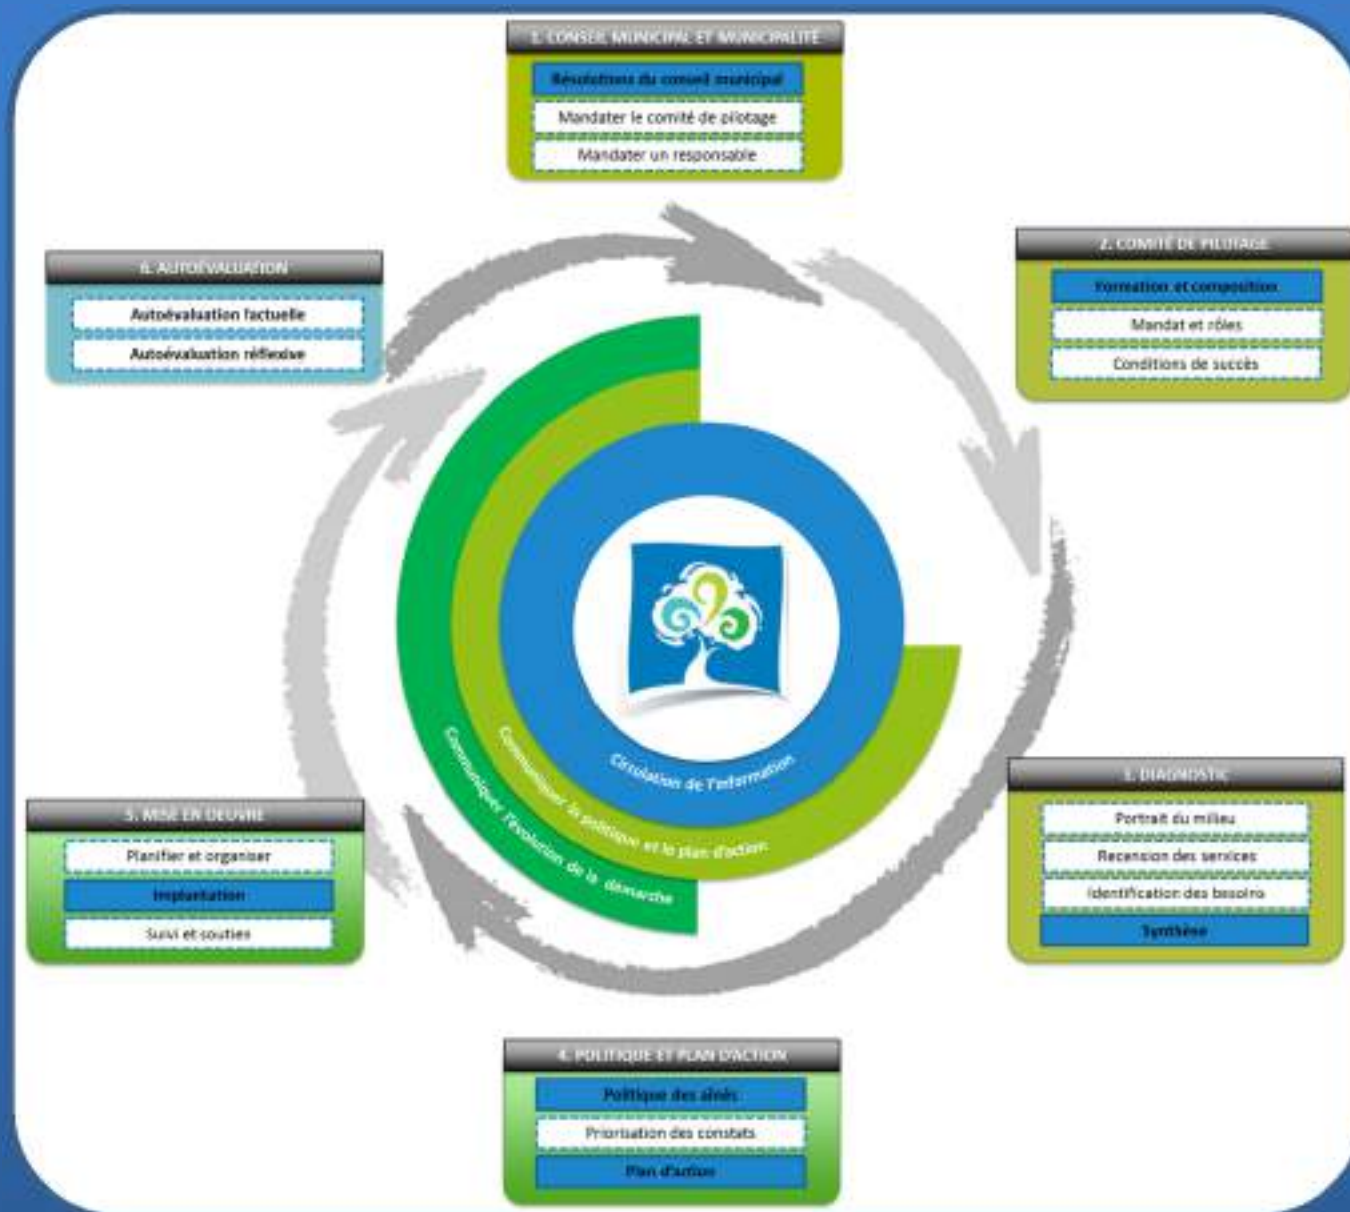 1. CONSEIL MUNICIPAL ET MUNICIPALITÉ
Résolutions du conseil municipal
Mandater le comité de pilotage
Mandater un responsable
2. COMITÉ DE PILOTAGE
Formation et composition
Mandat et rôles
Conditions de succès
3. DIAGNOSTIC
Portrait du milieu
Recension des services
Identification des besoins
Synthèse
4. POLITIQUE ET PLAN D'ACTION
Politique des aînés
Priorisation des constats
Plan d'action
5. MISE EN OEUVRE
Planifier et organiser
Implantation
Suivi et soutien
6. AUTOÉVALUATION
Autoévaluation factuelle
Autoévaluation réflexive
Circulation de l'information
Communiquer la politique et le plan d'action
Communiquer l'évolution de la démarche